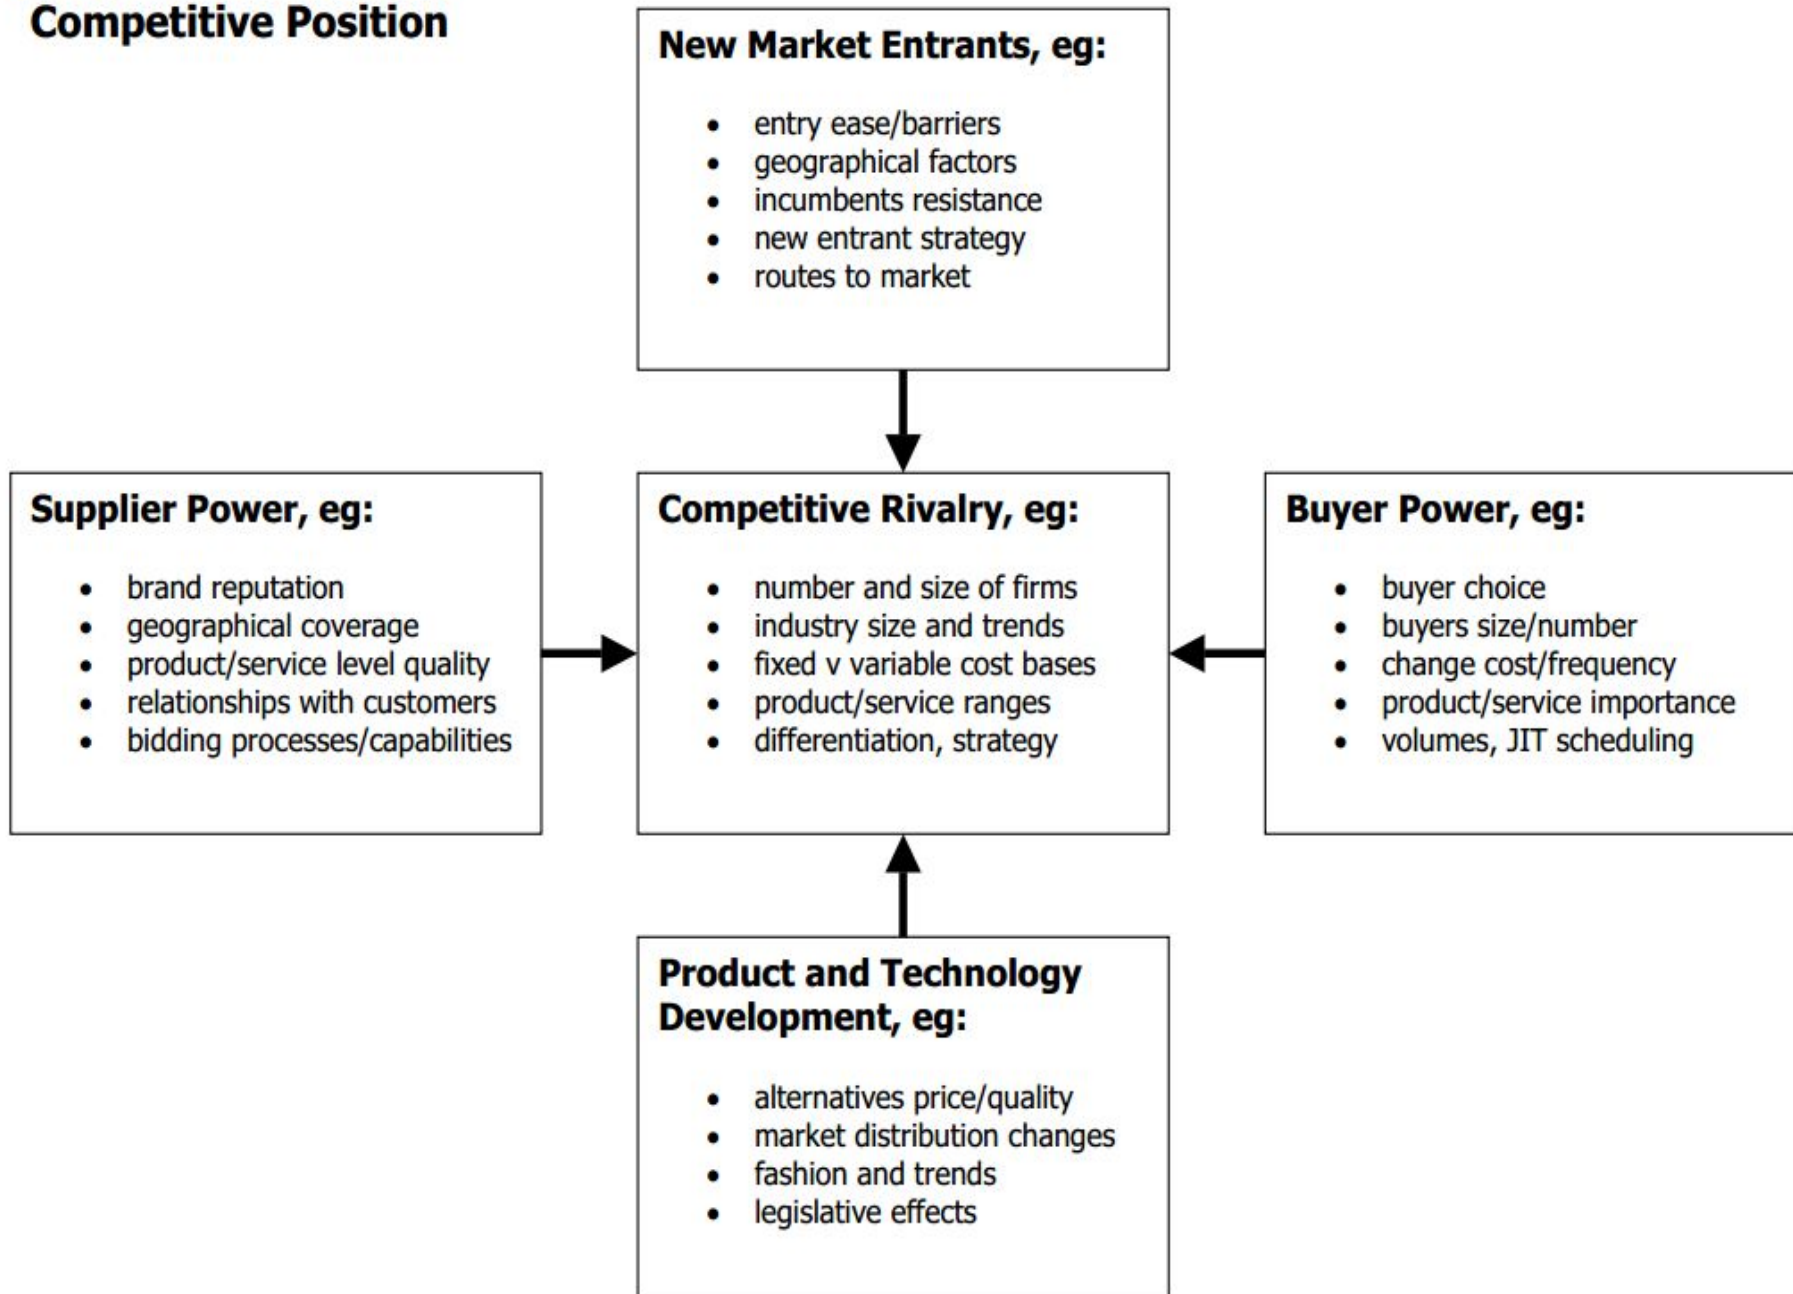 Competitive Position
New Market Entrants, eg:
• entry ease/barriers
• geographical factors
• incumbents resistance
• new entrant strategy
• routes to market
Supplier Power, eg:
• brand reputation
• geographical coverage
• product/service level quality
• relationships with customers
• bidding processes/capabilities
Competitive Rivalry, eg:
• number and size of firms
• industry size and trends
• fixed v variable cost bases
• product/service ranges
• differentiation, strategy
Buyer Power, eg:
• buyer choice
• buyers size/number
• change cost/frequency
• product/service importance
• volumes, JIT scheduling
Product and Technology
Development, eg:
• alternatives price/quality
• market distribution changes
• fashion and trends
• legislative effects